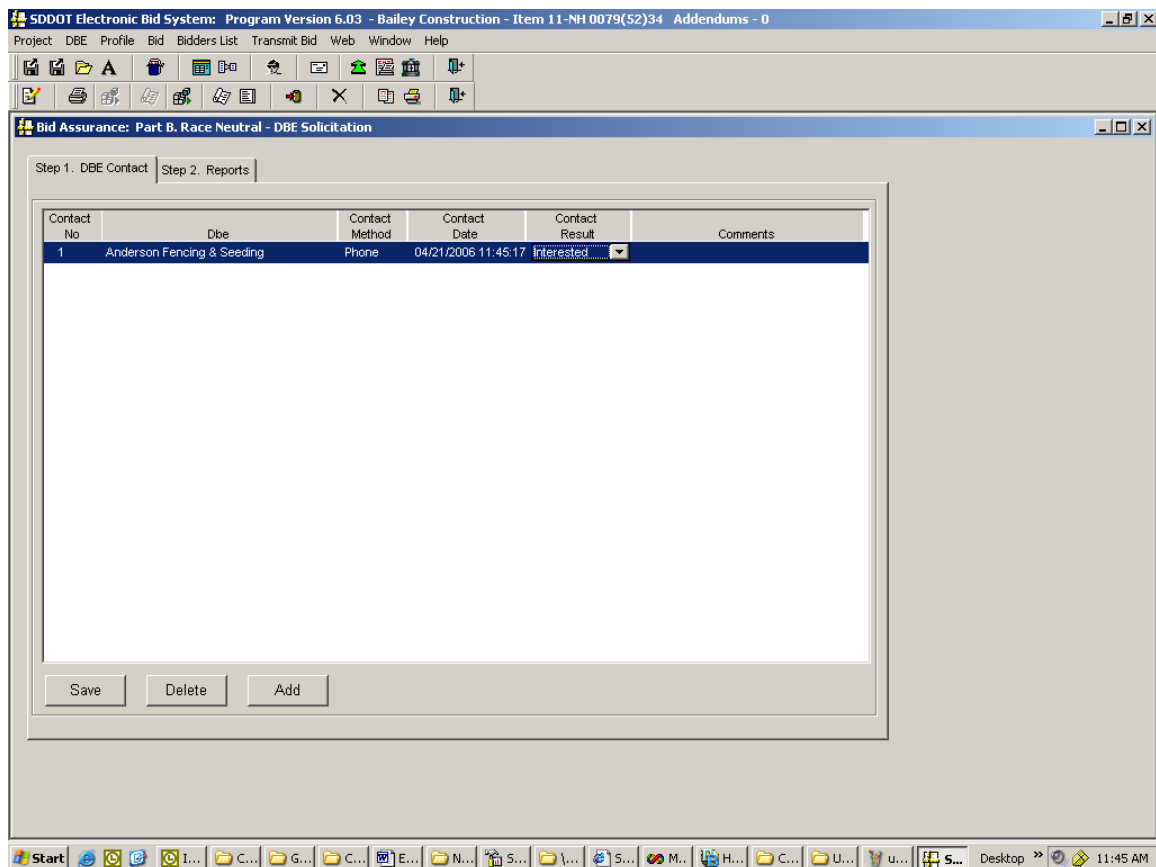 SDDOT Electronic Bid System:   Program Version 6.03  - Bailey Construction - Item 11-NH 0079(52)34   Addendums - 0
Project DBE Profile Bid Bidders List Transmit Bid Web Window Help
A
Bid Assurance:  Part B. Race Neutral - DBE Solicitation
Step 1.  DBE Contact Step 2.  Reports
Contact No Dbe Contact Method Contact Date Contact Result Comments
1 Anderson Fencing & Seeding Phone 04/21/2006 11:45:17 Interested
Save Delete Add
Start I... C... G... C... E... N... S... \... S... M.. H... C... U... u... S... Desktop » 11:45 AM